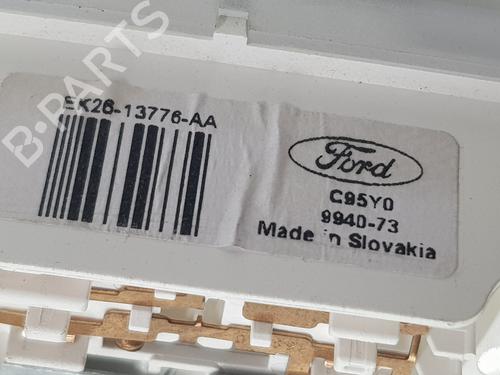 B-PARTS
EK26-13776-AA
Ford
C95Y0
9940-73
Made in Slovakia